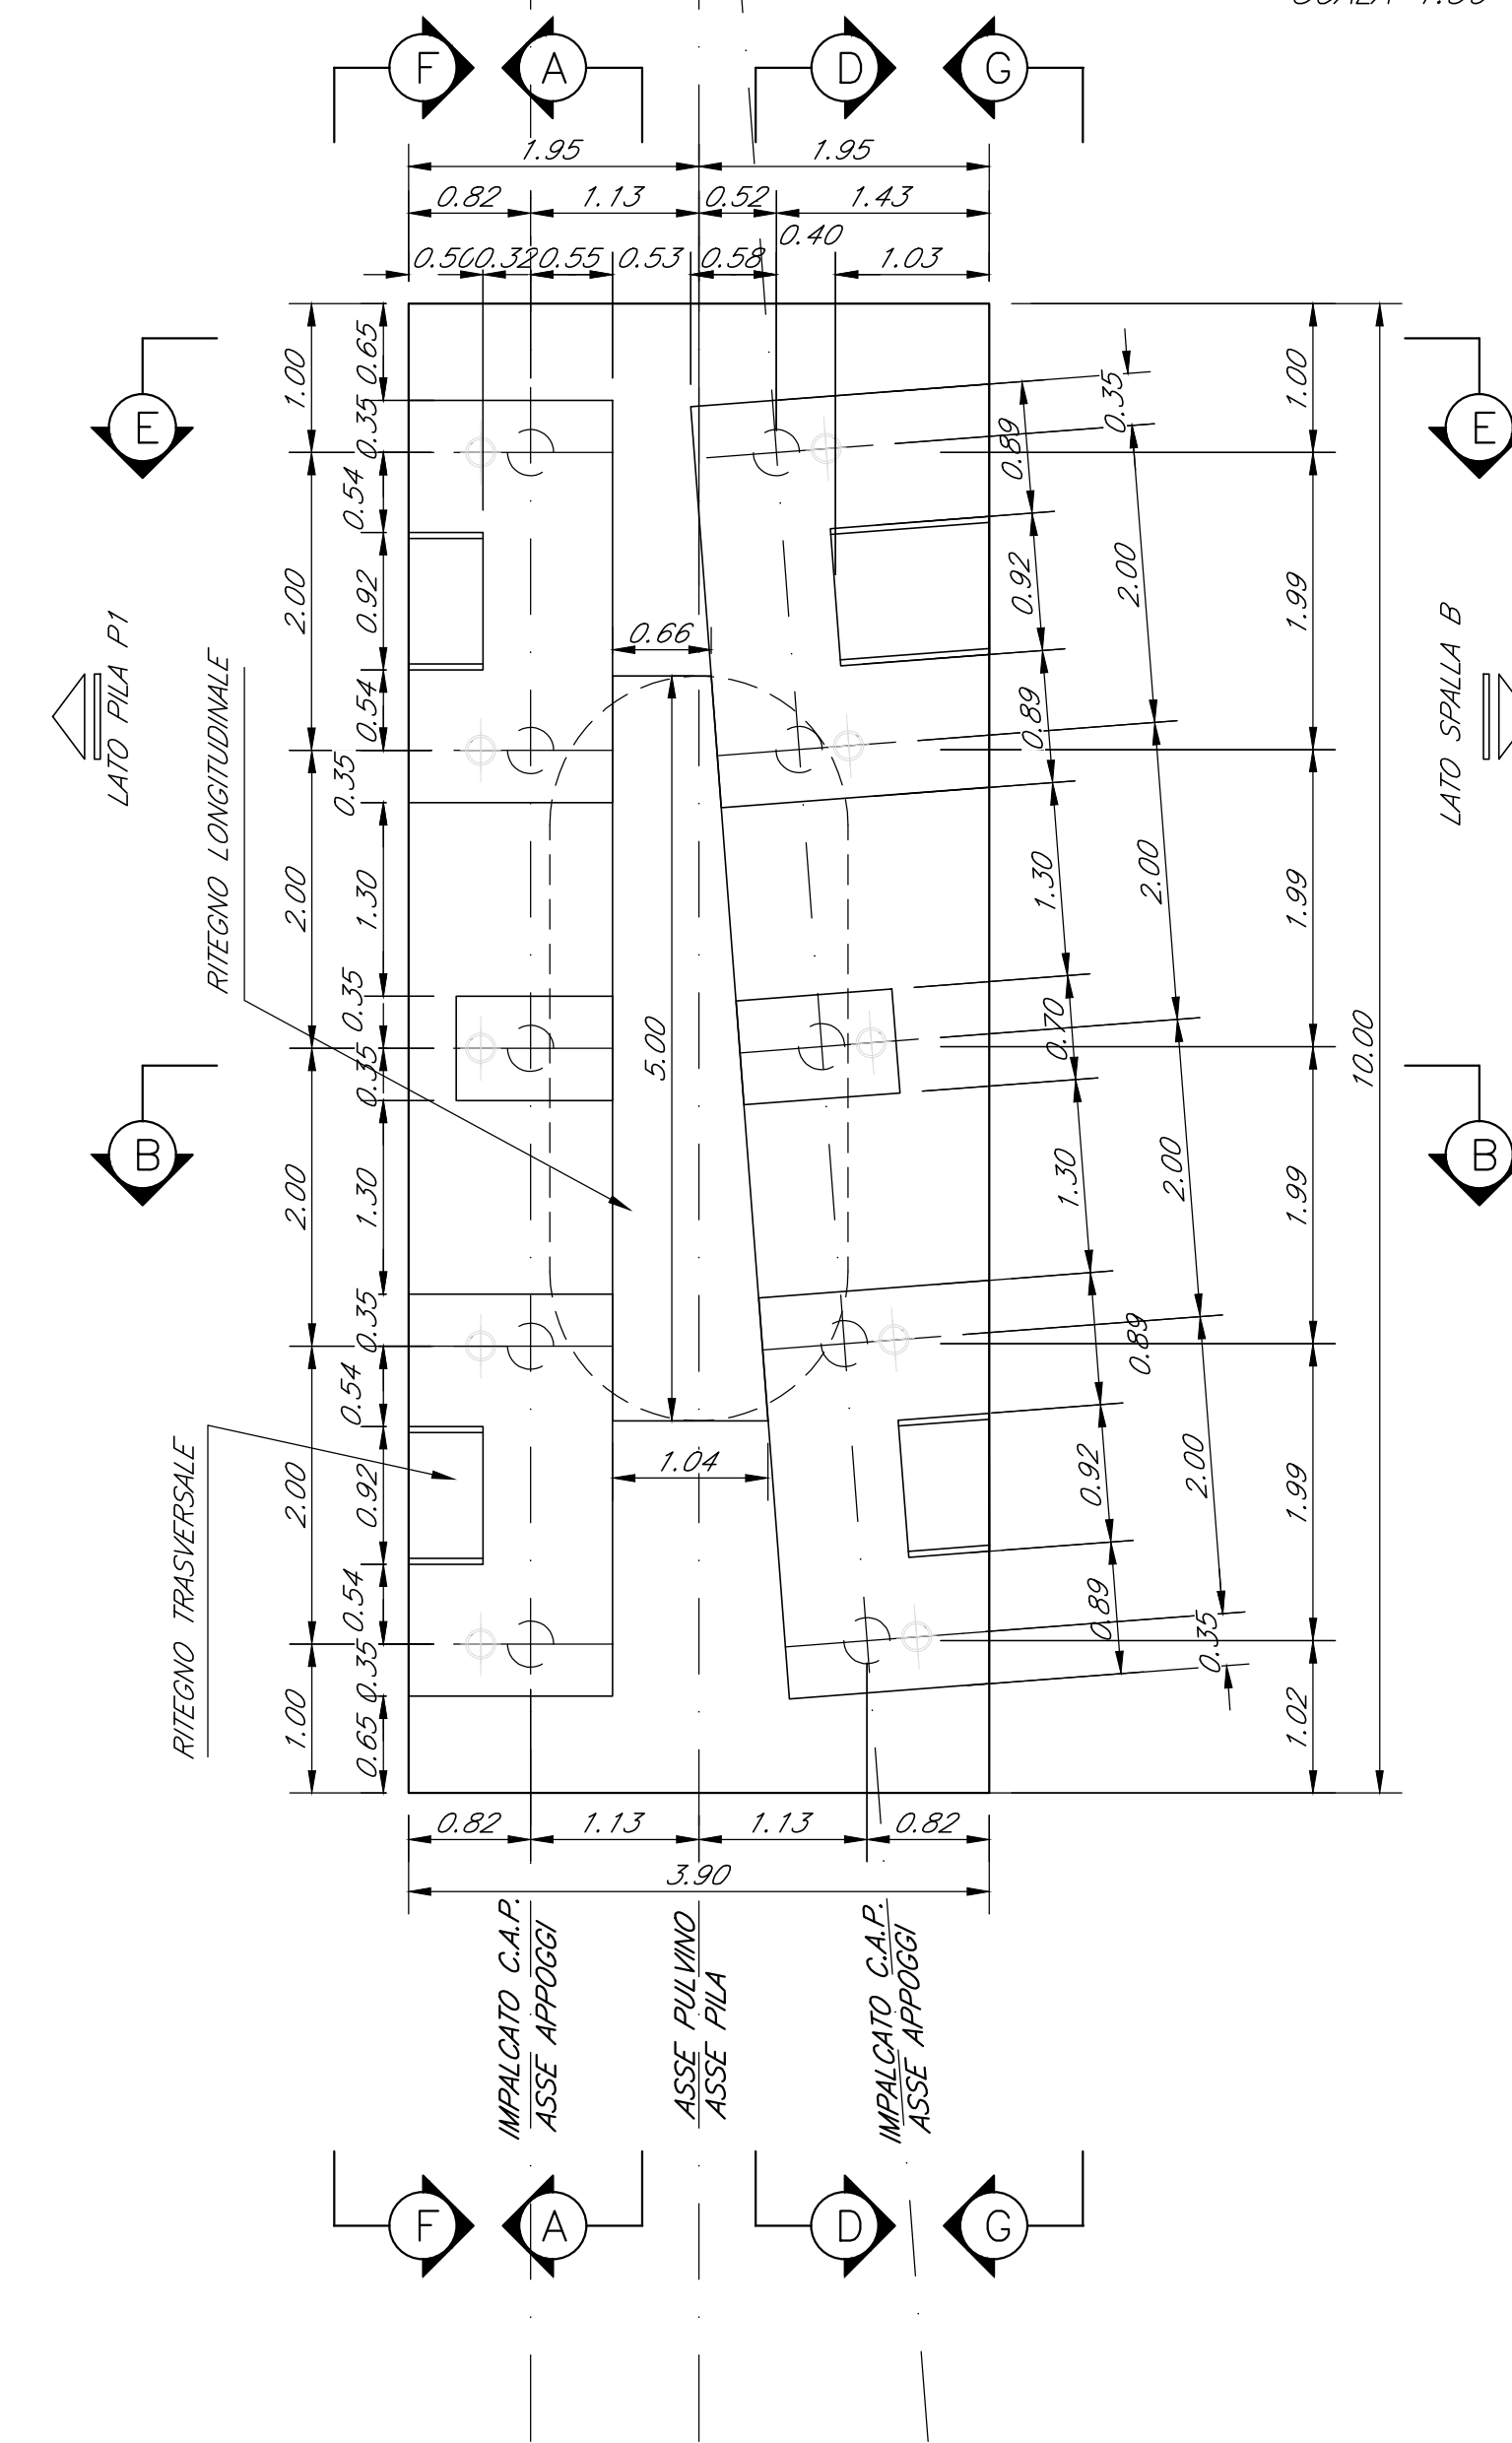 F A D G
1.95 1.95
0.82 1.13 0.52 1.43
0.40
0.50 0.32 0.55 0.53 0.58 1.03
E
E
B
B
LATO PILA P1
LATO SPALLA B
RITEGNO LONGITUDINALE
RITEGNO TRASVERSALE
1.00
2.00
2.00
2.00
2.00
1.00
0.65
0.35
0.54
0.92
0.54
0.35
1.30
0.35
0.35
1.30
0.35
0.54
0.92
0.54
0.35
0.65
0.66
5.00
1.04
0.35
0.89
0.92
0.89
1.30
0.70
1.30
0.89
0.92
0.89
0.35
2.00
2.00
2.00
2.00
1.00
1.99
1.99
1.99
1.99
1.02
10.00
0.82 1.13 1.13 0.82
3.90
IMPALCATO C.A.P.
ASSE APPOGGI
ASSE PULVINO
ASSE PILA
IMPALCATO C.A.P.
ASSE APPOGGI
F A D G